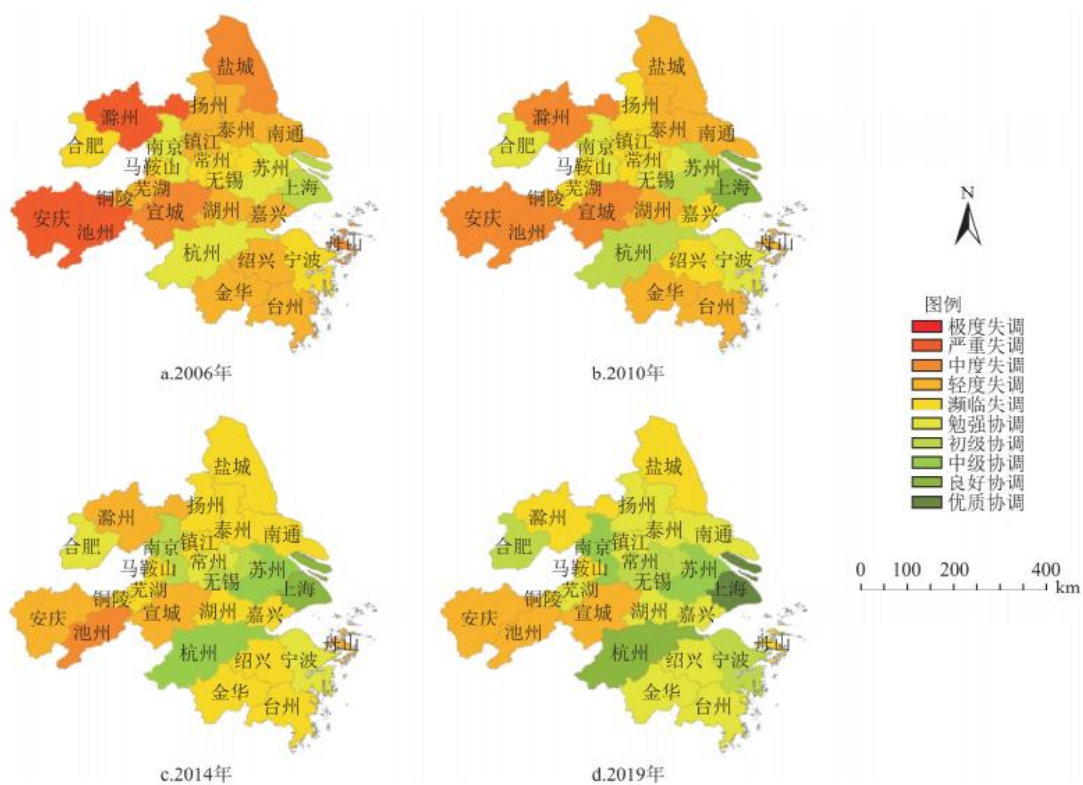 盐城
滁州
扬州
泰州
南通
合肥
南京
镇江
马鞍山
常州
苏州
无锡
上海
铜陵
芜湖
安庆
池州
宣城
湖州
嘉兴
杭州
绍兴
宁波
舟山
金华
台州
a.2006年
盐城
滁州
扬州
泰州
南通
合肥
南京
镇江
马鞍山
常州
苏州
无锡
上海
铜陵
芜湖
安庆
池州
宣城
湖州
嘉兴
杭州
绍兴
宁波
舟山
金华
台州
b.2010年
N
图例
极度失调
严重失调
中度失调
轻度失调
濒临失调
勉强协调
初级协调
中级协调
良好协调
优质协调
0 100 200 300 400
km
盐城
滁州
扬州
泰州
南通
合肥
南京
镇江
马鞍山
常州
苏州
无锡
上海
铜陵
芜湖
安庆
池州
宣城
湖州
嘉兴
杭州
绍兴
宁波
舟山
金华
台州
c.2014年
盐城
滁州
扬州
泰州
南通
合肥
南京
镇江
马鞍山
常州
苏州
无锡
上海
铜陵
芜湖
安庆
池州
宣城
湖州
嘉兴
杭州
绍兴
宁波
舟山
金华
台州
d.2019年